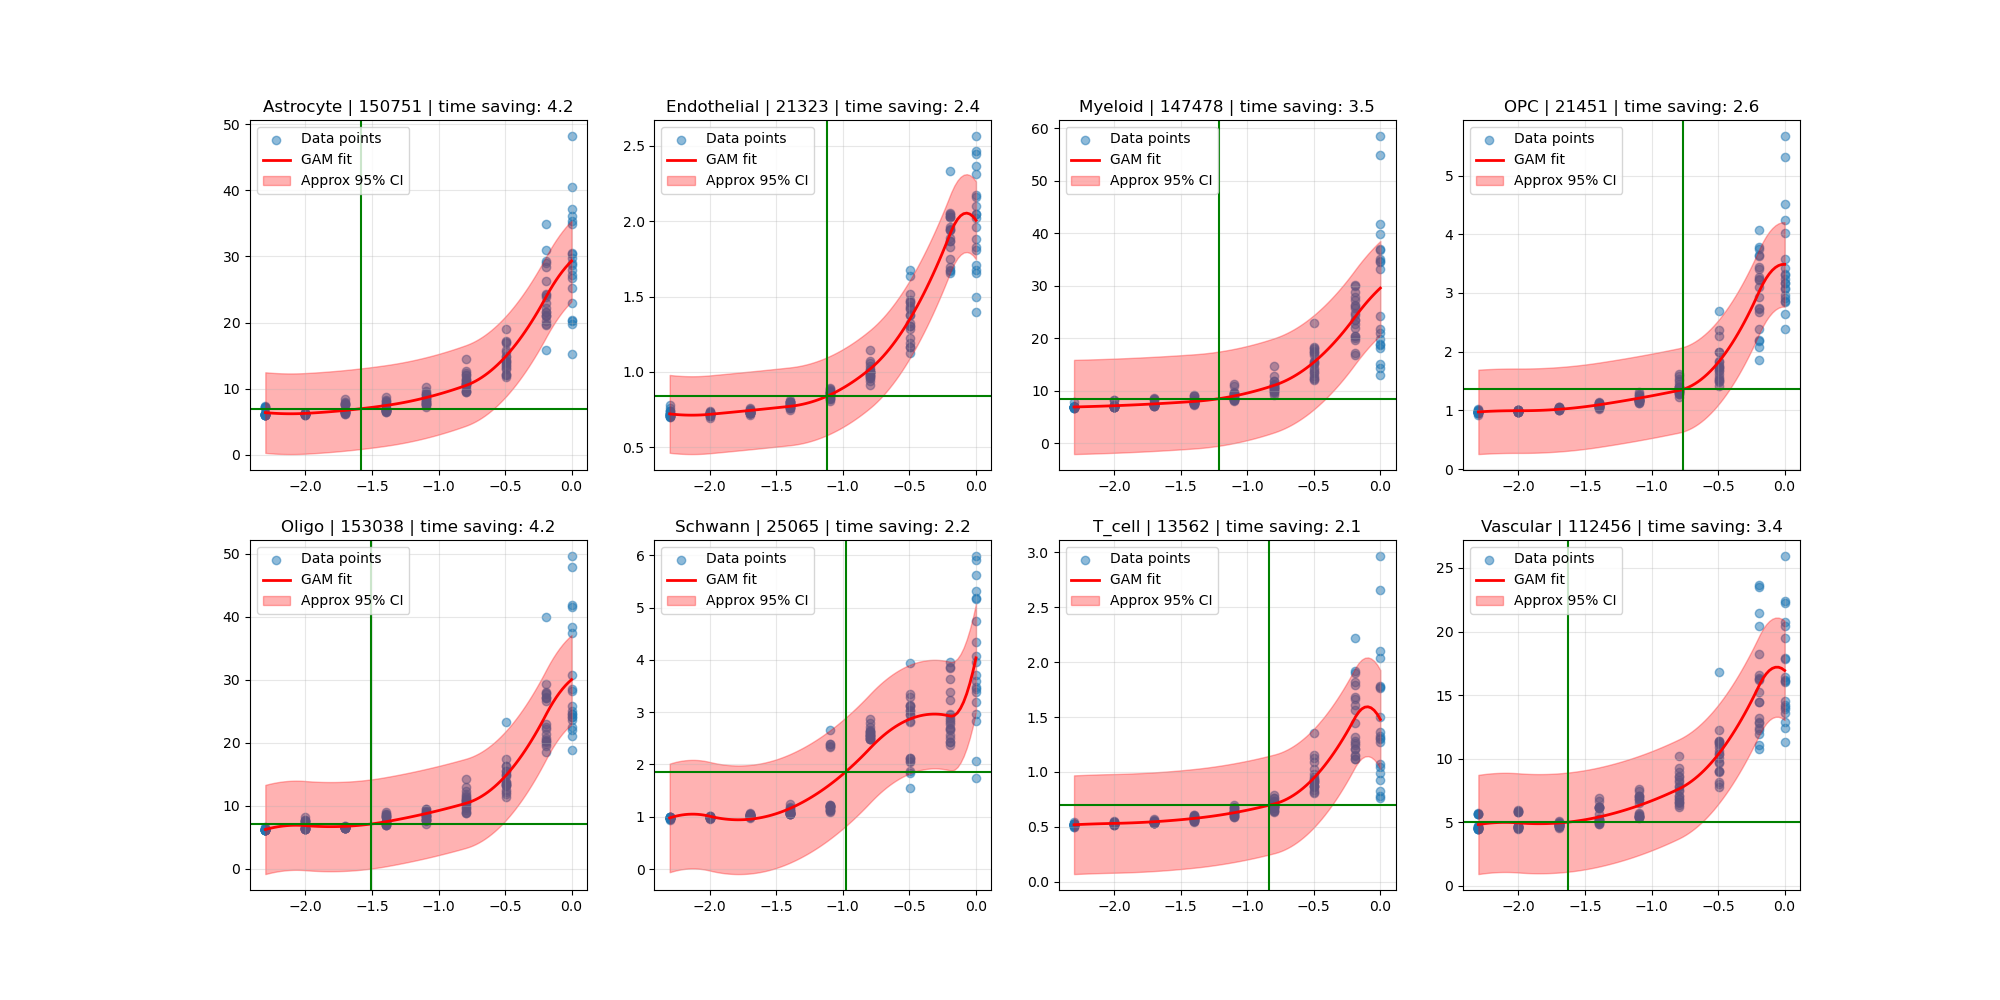 Astrocyte | 150751 | time saving: 4.2
Data points
GAM fit
Approx 95% CI
50
40
30
20
10
0
−2.0 −1.5 −1.0 −0.5 0.0
Endothelial | 21323 | time saving: 2.4
Data points
GAM fit
Approx 95% CI
2.5
2.0
1.5
1.0
0.5
−2.0 −1.5 −1.0 −0.5 0.0
Myeloid | 147478 | time saving: 3.5
Data points
GAM fit
Approx 95% CI
60
50
40
30
20
10
0
−2.0 −1.5 −1.0 −0.5 0.0
OPC | 21451 | time saving: 2.6
Data points
GAM fit
Approx 95% CI
5
4
3
2
1
0
−2.0 −1.5 −1.0 −0.5 0.0
Oligo | 153038 | time saving: 4.2
Data points
GAM fit
Approx 95% CI
50
40
30
20
10
0
−2.0 −1.5 −1.0 −0.5 0.0
Schwann | 25065 | time saving: 2.2
Data points
GAM fit
Approx 95% CI
6
5
4
3
2
1
0
−2.0 −1.5 −1.0 −0.5 0.0
T_cell | 13562 | time saving: 2.1
Data points
GAM fit
Approx 95% CI
3.0
2.5
2.0
1.5
1.0
0.5
0.0
−2.0 −1.5 −1.0 −0.5 0.0
Vascular | 112456 | time saving: 3.4
Data points
GAM fit
Approx 95% CI
25
20
15
10
5
0
−2.0 −1.5 −1.0 −0.5 0.0